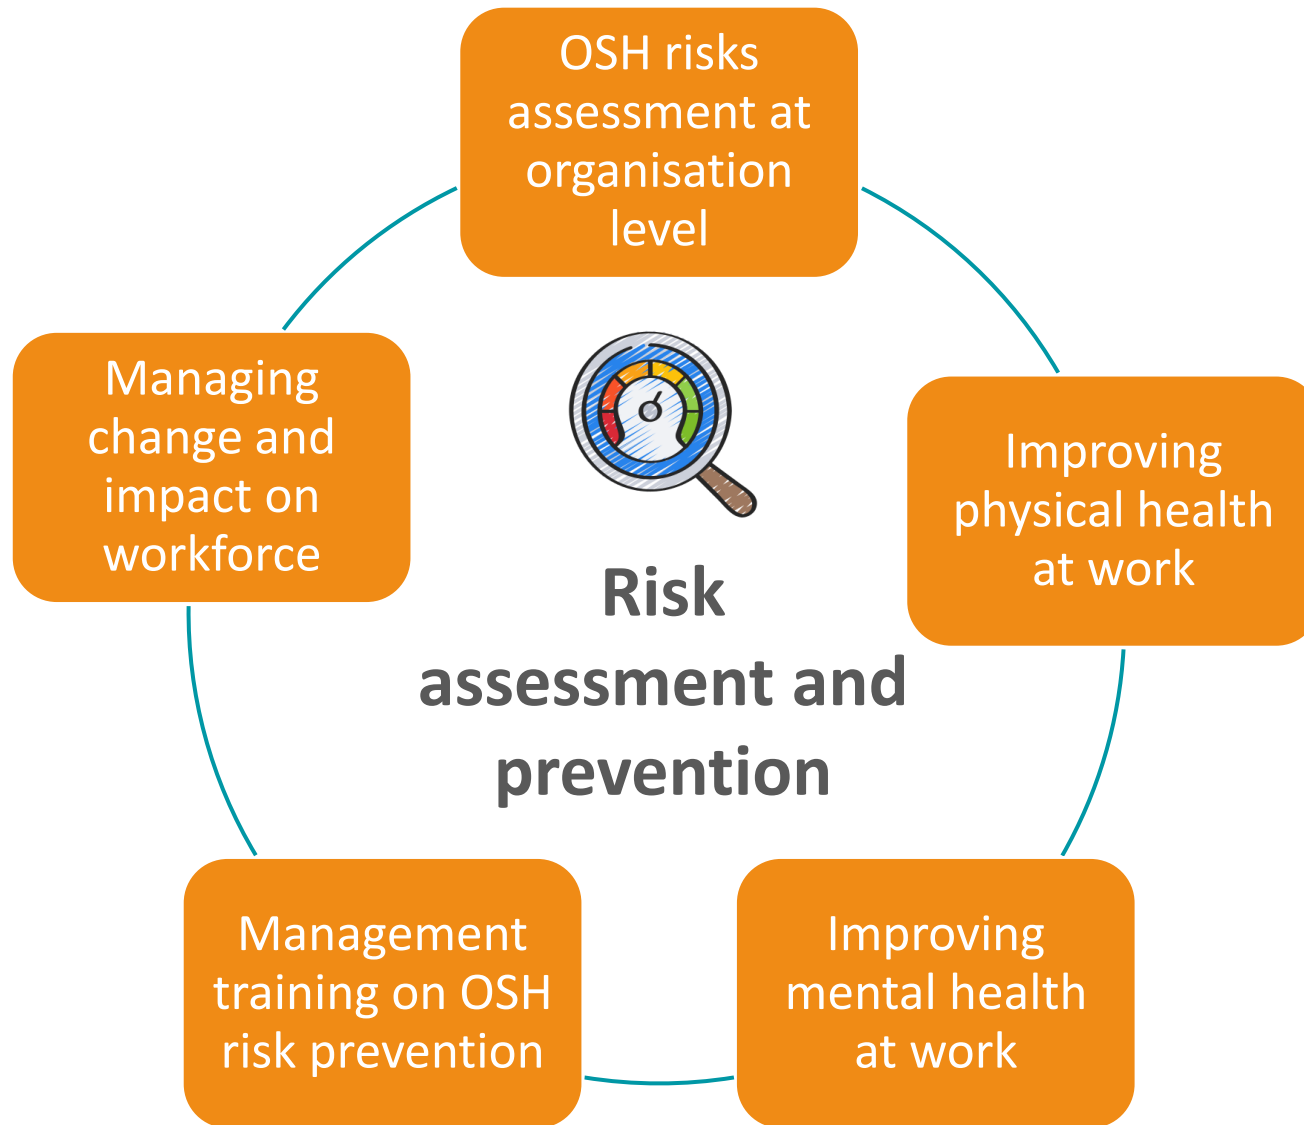 OSH risks
assessment at
organisation
level
Improving
physical health
at work
Improving
mental health
at work
Management
training on OSH
risk prevention
Managing
change and
impact on
workforce
Risk
assessment and
prevention